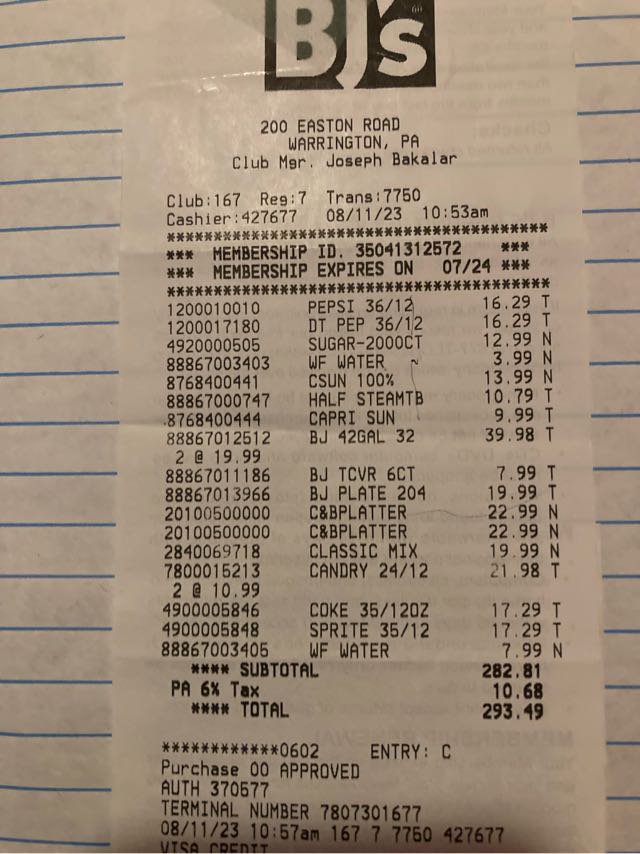 BJ's
200 EASTON ROAD
WARRINGTON, PA
Club Mgr. Joseph Bakalar
Club:167 Reg:7 Trans:7750
Cashier:427677 08/11/23 10:53am
***************************************
*** MEMBERSHIP ID. 35041312572 ***
*** MEMBERSHIP EXPIRES ON 07/24 ***
***************************************
1200010010 PEPSI 36/12 16.29 T
1200017180 DT PEP 36/12 16.29 T
4920000505 SUGAR-2000CT 12.99 N
88867003403 WF WATER 3.99 N
8768400441 CSUN 100% 13.99 N
88867000747 HALF STEAMTB 10.79 T
8768400444 CAPRI SUN 9.99 T
88867012512 BJ 42GAL 32 39.98 T
2 @ 19.99
88867011186 BJ TCVR 6CT 7.99 T
88867013966 BJ PLATE 204 19.99 T
20100500000 C&BPLATTER 22.99 N
20100500000 C&BPLATTER 22.99 N
2840069718 CLASSIC MIX 19.99 N
7800015213 CANDRY 24/12 21.98 T
2 @ 10.99
4900005846 COKE 35/12OZ 17.29 T
4900005848 SPRITE 35/12 17.29 T
88867003405 WF WATER 7.99 N
**** SUBTOTAL 282.81
PA 6% Tax 10.68
**** TOTAL 293.49
************0602 ENTRY: C
Purchase 00 APPROVED
AUTH 370577
TERMINAL NUMBER 7807301677
08/11/23 10:57am 167 7 7750 427677
VISA CREDIT